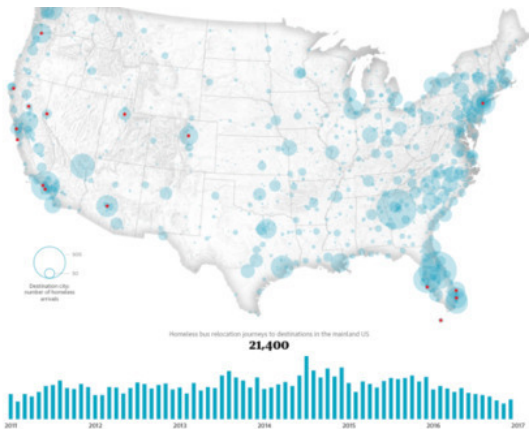 50
Destination city:
number of homeless
arrivals
Homeless bus relocation journeys to destinations in the mainland US
21,400
2011 2012 2013 2014 2015 2016 2017